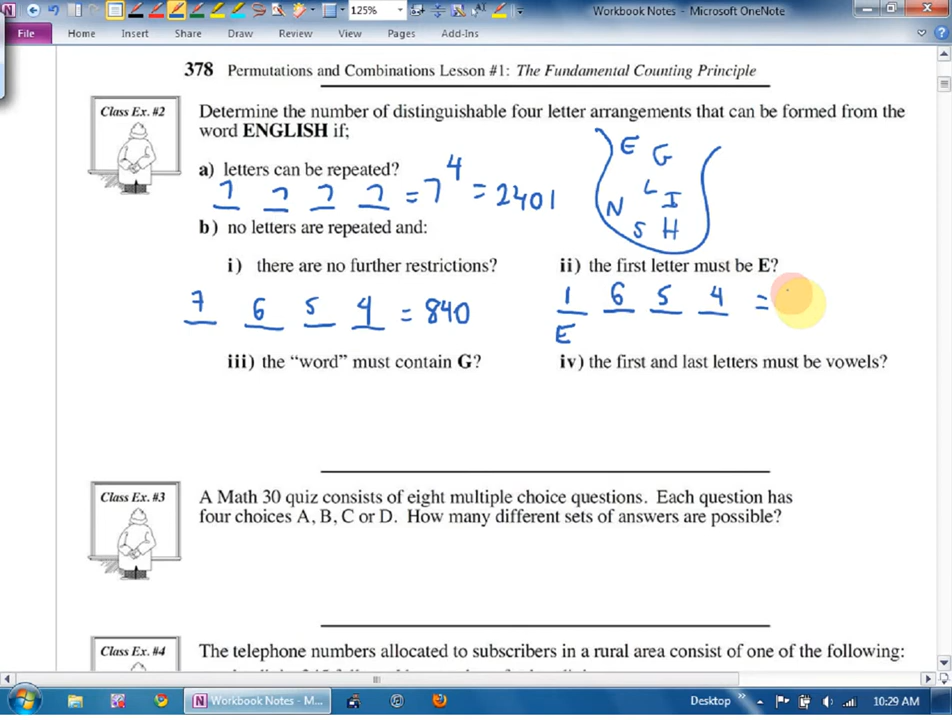 125%
Workbook Notes - Microsoft OneNote
File Home Insert Share Draw Review View Pages Add-Ins
378 Permutations and Combinations Lesson #1: The Fundamental Counting Principle
Class Ex. #2
Determine the number of distinguishable four letter arrangements that can be formed from the
word ENGLISH if;
a) letters can be repeated?
7 7 7 7 = 7^4 = 2401
E G
L
N I
S H
b) no letters are repeated and:
i) there are no further restrictions?
7 6 5 4 = 840
ii) the first letter must be E?
1 6 5 4 =
E
iii) the “word” must contain G?
iv) the first and last letters must be vowels?
Class Ex. #3
A Math 30 quiz consists of eight multiple choice questions. Each question has
four choices A, B, C or D. How many different sets of answers are possible?
Class Ex. #4
The telephone numbers allocated to subscribers in a rural area consist of one of the following:
Workbook Notes - M...
Desktop
10:29 AM